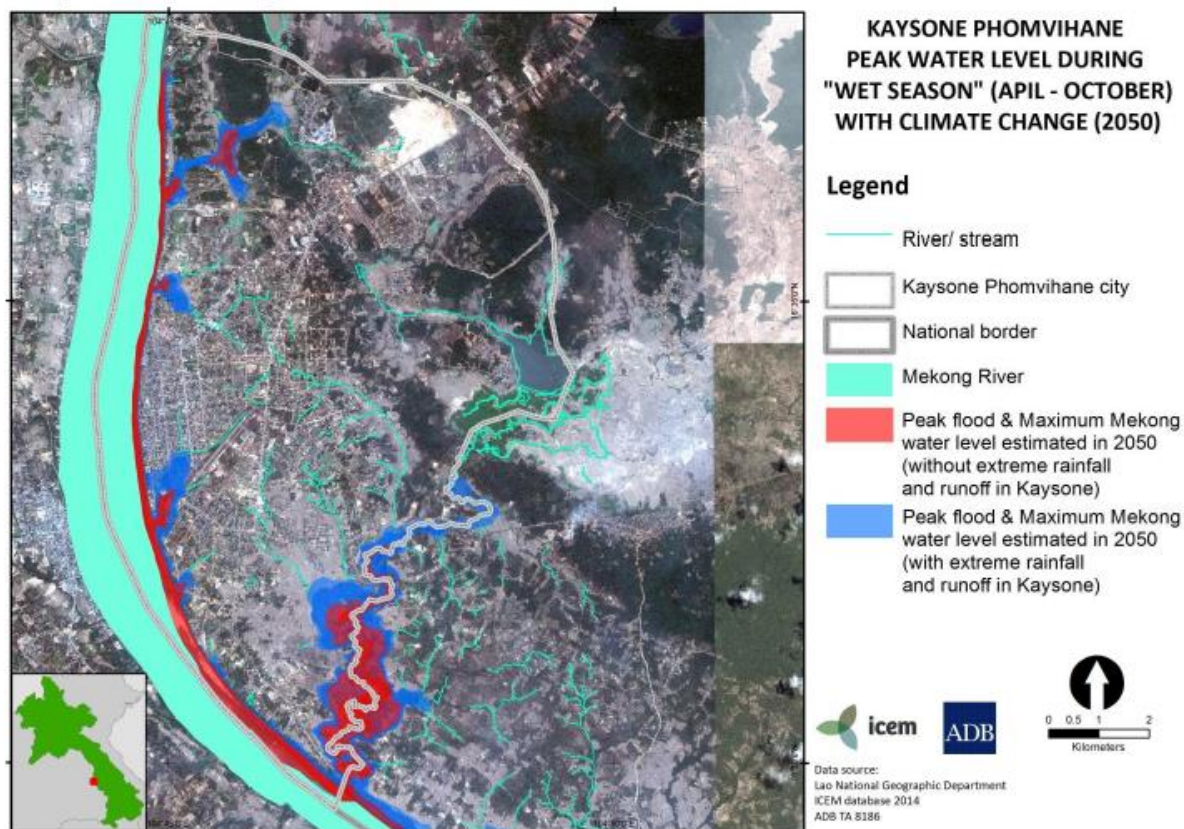 KAYSONE PHOMVIHANE
PEAK WATER LEVEL DURING
"WET SEASON" (APIL - OCTOBER)
WITH CLIMATE CHANGE (2050)
Legend
River/ stream
Kaysone Phomvihane city
National border
Mekong River
Peak flood & Maximum Mekong
water level estimated in 2050
(without extreme rainfall
and runoff in Kaysone)
Peak flood & Maximum Mekong
water level estimated in 2050
(with extreme rainfall
and runoff in Kaysone)
icem
ADB
0 0.5 1 2
Kilometers
Data source:
Lao National Geographic Department
ICEM database 2014
ADB TA 8186